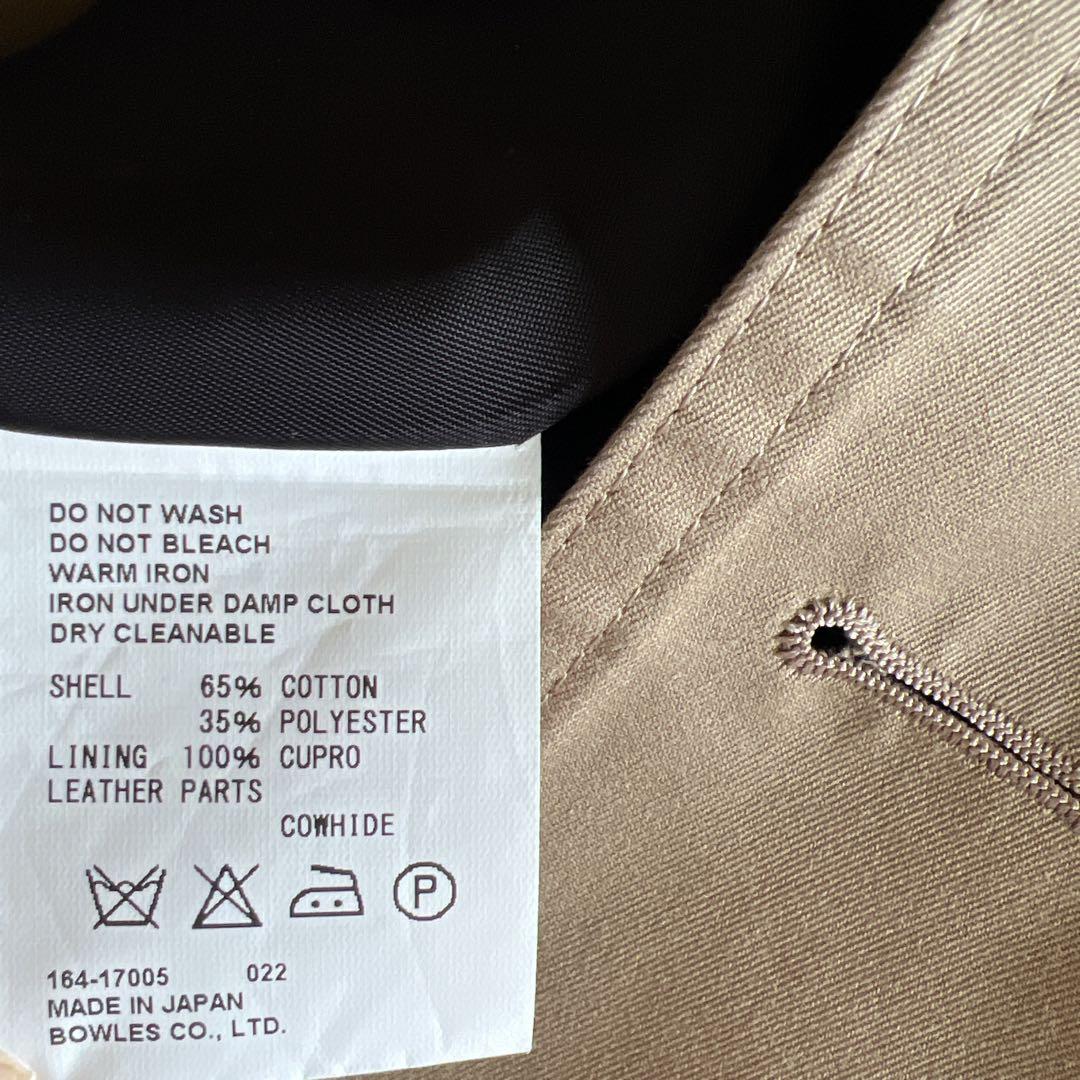 DO NOT WASH
DO NOT BLEACH
WARM IRON
IRON UNDER DAMP CLOTH
DRY CLEANABLE
SHELL 65% COTTON
35% POLYESTER
LINING 100% CUPRO
LEATHER PARTS
COWHIDE
P
164-17005 022
MADE IN JAPAN
BOWLES CO., LTD.